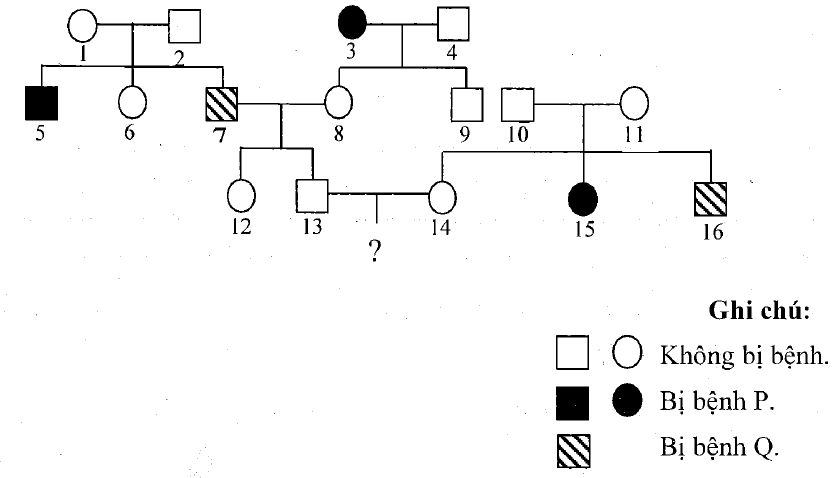 1 2 3 4
5 6 7 8 9 10 11
12 13 14 15 16
?
Ghi chú:
Không bị bệnh.
Bị bệnh P.
Bị bệnh Q.